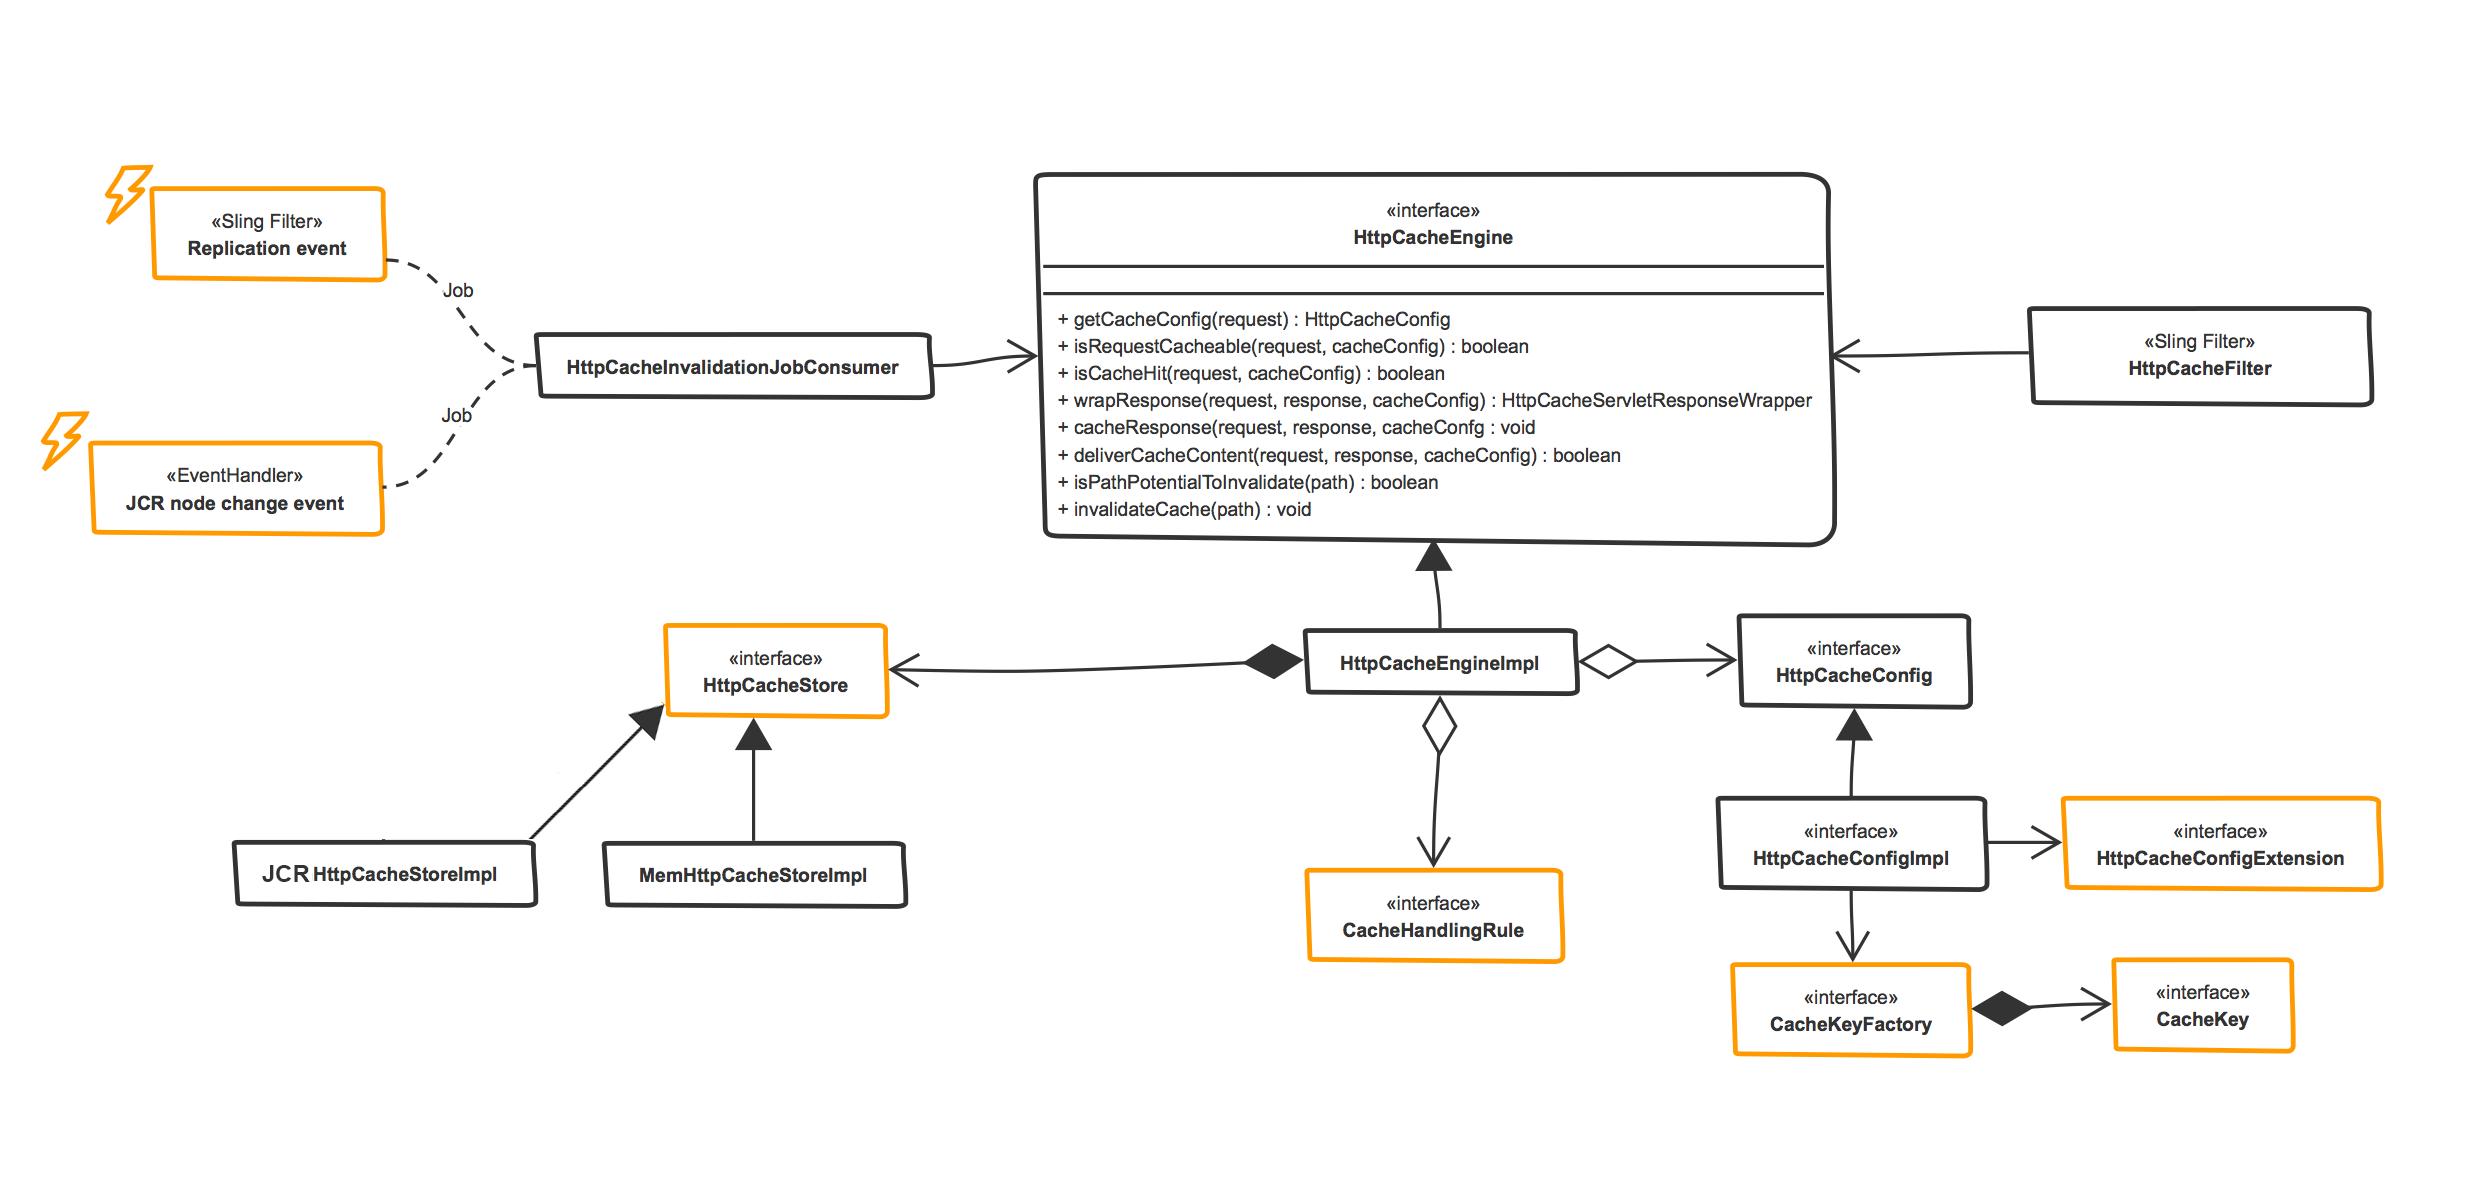 «Sling Filter»
Replication event
Job
«EventHandler»
JCR node change event
Job
HttpCacheInvalidationJobConsumer
«interface»
HttpCacheEngine
+ getCacheConfig(request) : HttpCacheConfig
+ isRequestCacheable(request, cacheConfig) : boolean
+ isCacheHit(request, cacheConfig) : boolean
+ wrapResponse(request, response, cacheConfig) : HttpCacheServletResponseWrapper
+ cacheResponse(request, response, cacheConfg : void
+ deliverCacheContent(request, response, cacheConfig) : boolean
+ isPathPotentialToInvalidate(path) : boolean
+ invalidateCache(path) : void
«Sling Filter»
HttpCacheFilter
«interface»
HttpCacheStore
HttpCacheEngineImpl
«interface»
HttpCacheConfig
JCR HttpCacheStoreImpl
MemHttpCacheStoreImpl
«interface»
CacheHandlingRule
«interface»
HttpCacheConfigImpl
«interface»
HttpCacheConfigExtension
«interface»
CacheKeyFactory
«interface»
CacheKey